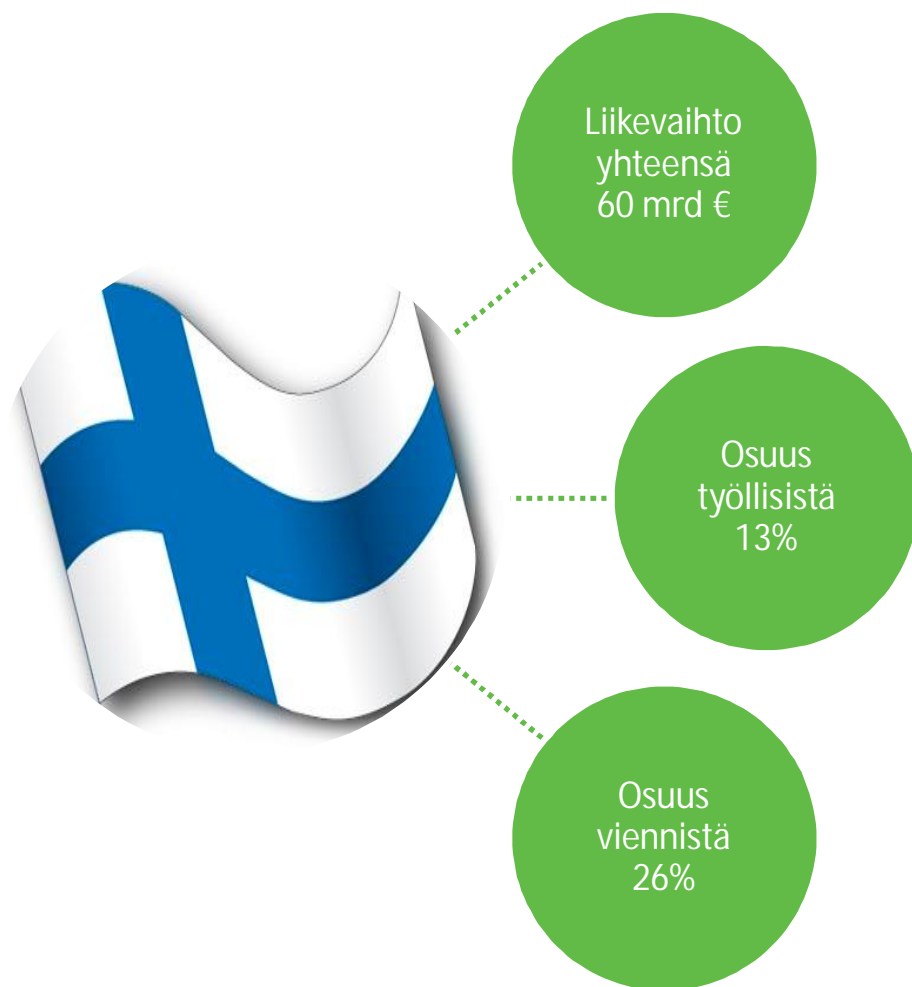 Liikevaihto
yhteensä
60 mrd €
Osuus
työllisistä
13%
Osuus
viennistä
26%